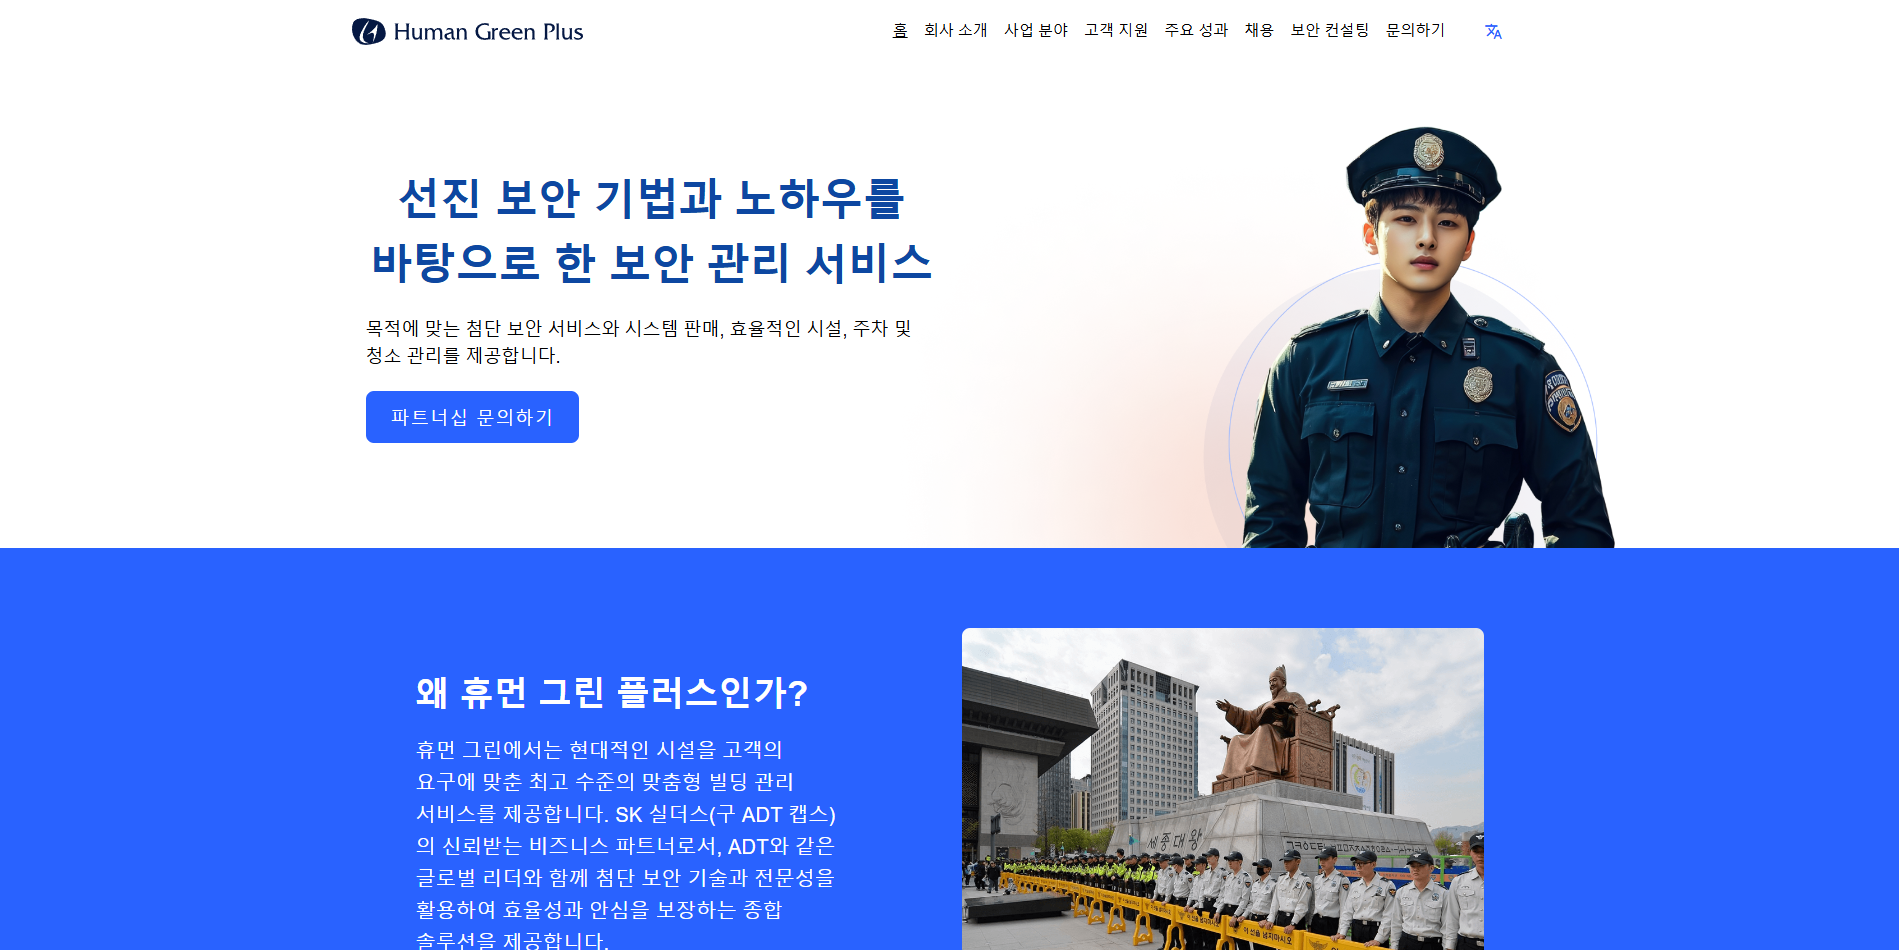 Human Green Plus
홈 회사 소개 사업 분야 고객 지원 주요 성과 채용 보안 컨설팅 문의하기
선진 보안 기법과 노하우를
바탕으로 한 보안 관리 서비스
목적에 맞는 첨단 보안 서비스와 시스템 판매, 효율적인 시설, 주차 및
청소 관리를 제공합니다.
파트너십 문의하기
왜 휴먼 그린 플러스인가?
휴먼 그린에서는 현대적인 시설을 고객의
요구에 맞춘 최고 수준의 맞춤형 빌딩 관리
서비스를 제공합니다. SK 실더스(구 ADT 캡스)
의 신뢰받는 비즈니스 파트너로서, ADT와 같은
글로벌 리더와 함께 첨단 보안 기술과 전문성을
활용하여 효율성과 안심을 보장하는 종합
솔루션을 제공합니다.
세종대왕
이 선을 넘지마시오